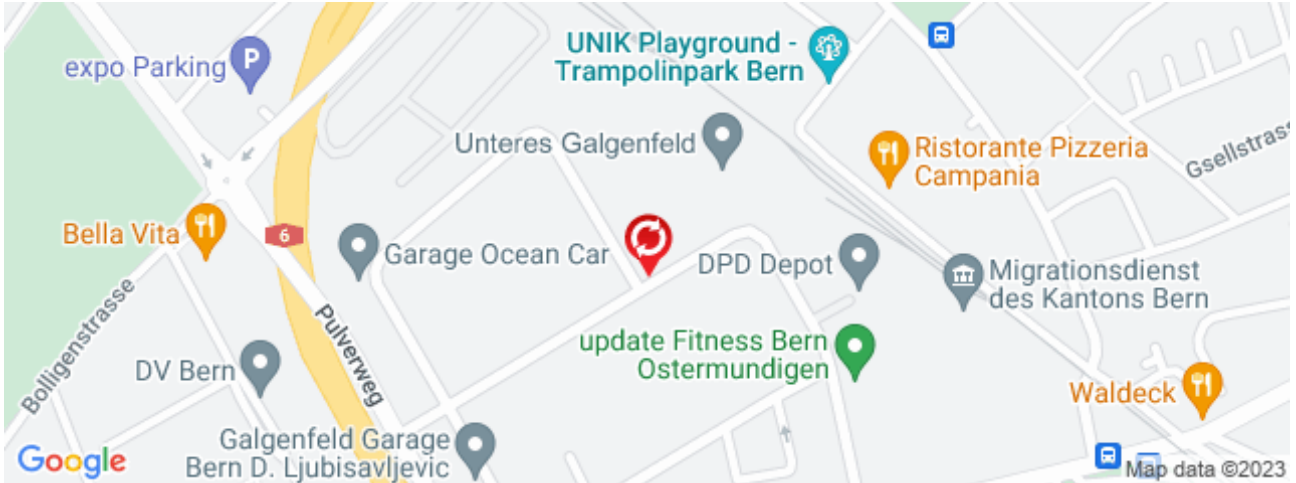 UNIK Playground -
Trampolinpark Bern
expo Parking
P
Unteres Galgenfeld
Ristorante Pizzeria
Campania
Gsellstrass
Bella Vita
6
Garage Ocean Car
DPD Depot
Migrationsdienst
des Kantons Bern
Bolligenstrasse
Pulverweg
update Fitness Bern
Ostermundigen
DV Bern
Waldeck
Galgenfeld Garage
Bern D. Ljubisavljevic
Google
Map data ©2023